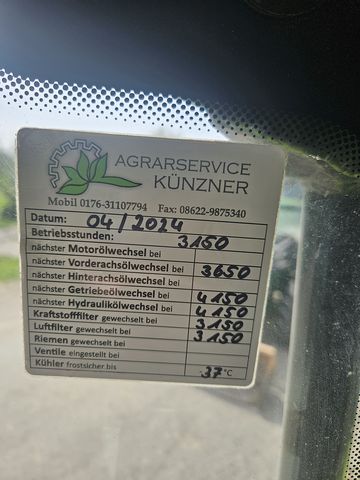 AGRARSERVICE
KÜNZNER
Mobil 0176-31107794 Fax: 08622-9875340
Datum: 04/2024
Betriebsstunden: 3150
nächster Motorölwechsel bei
nächster Vorderachsölwechsel bei 3650
nächster Hinterachsölwechsel bei
nächster Getriebeölwechsel bei 4150
nächster Hydraulikölwechsel bei 4150
Kraftstofffilter gewechselt bei 3150
Luftfilter gewechselt bei 3150
Riemen gewechselt bei
Ventile eingestellt bei
Kühler frostsicher bis -37 °C